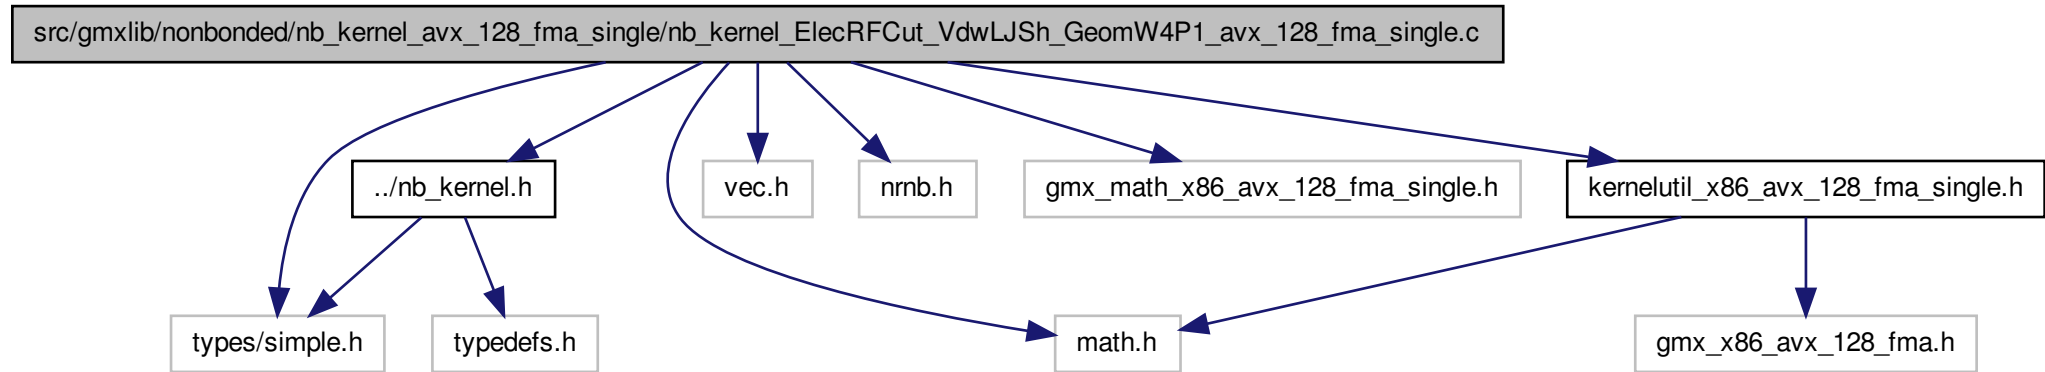 src/gmxlib/nonbonded/nb_kernel_avx_128_fma_single/nb_kernel_ElecRFCut_VdwLJSh_GeomW4P1_avx_128_fma_single.c
../nb_kernel.h
vec.h
nrnb.h
gmx_math_x86_avx_128_fma_single.h
kernelutil_x86_avx_128_fma_single.h
types/simple.h
typedefs.h
math.h
gmx_x86_avx_128_fma.h